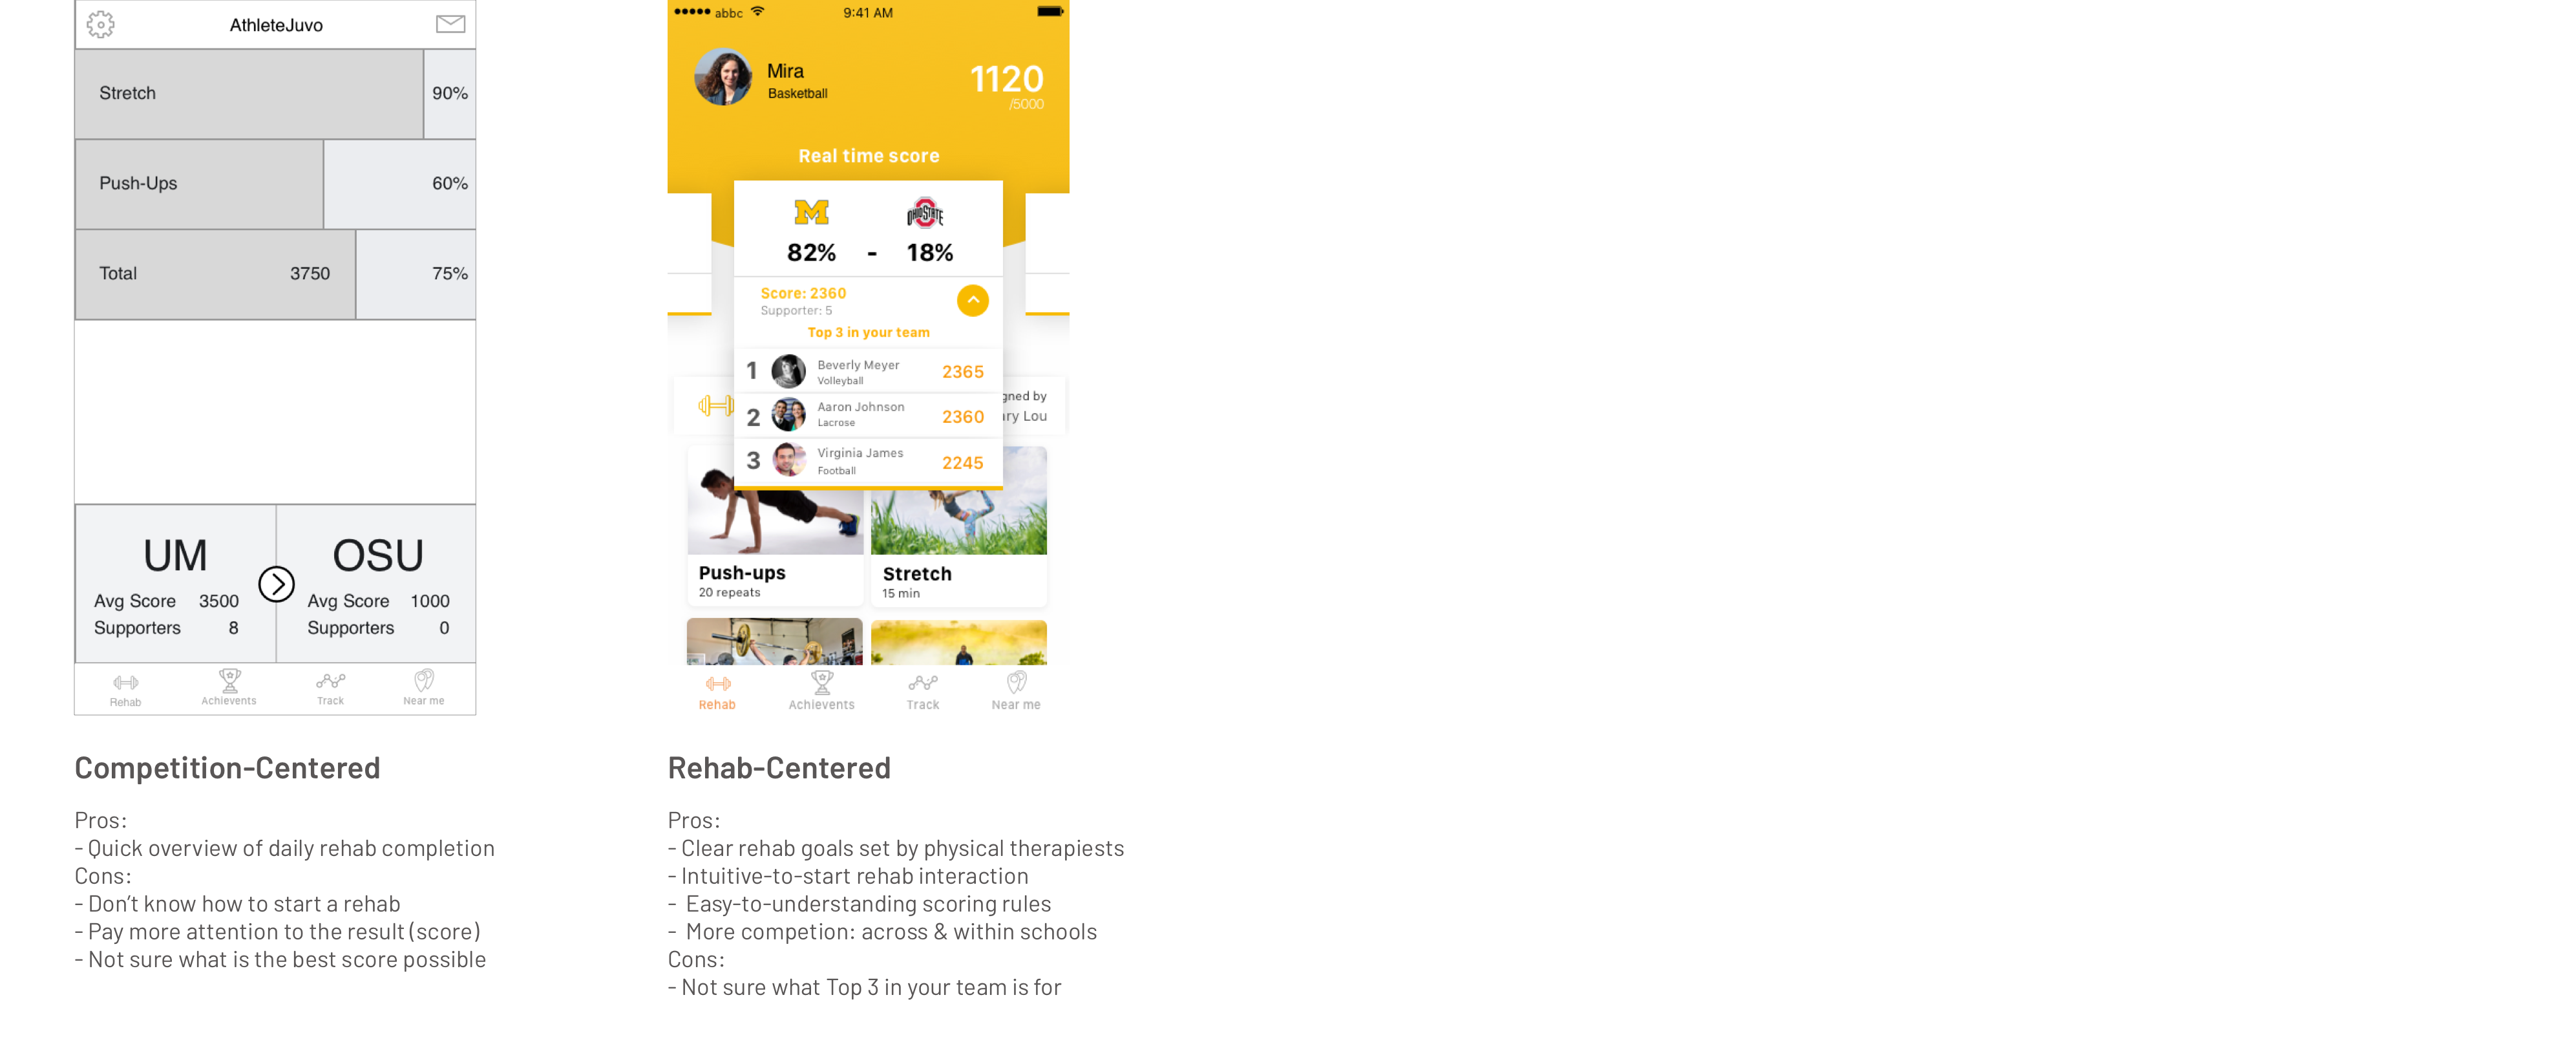 AthleteJuvo
Stretch 90%
Push-Ups 60%
Total 3750 75%
UM OSU
Avg Score 3500 Avg Score 1000
Supporters 8 Supporters 0
Rehab Achievents Track Near me
Competition-Centered
Pros:
- Quick overview of daily rehab completion
Cons:
- Don’t know how to start a rehab
- Pay more attention to the result (score)
- Not sure what is the best score possible
abbc 9:41 AM
Mira
Basketball
1120
/5000
Real time score
M OHIO STATE
82% - 18%
Score: 2360
Supporter: 5
Top 3 in your team
1 Beverly Meyer 2365
Volleyball
2 Aaron Johnson 2360
Lacrose
3 Virginia James 2245
Football
gned by
ry Lou
Push-ups
20 repeats
Stretch
15 min
Rehab Achievents Track Near me
Rehab-Centered
Pros:
- Clear rehab goals set by physical therapiests
- Intuitive-to-start rehab interaction
- Easy-to-understanding scoring rules
- More competion: across & within schools
Cons:
- Not sure what Top 3 in your team is for